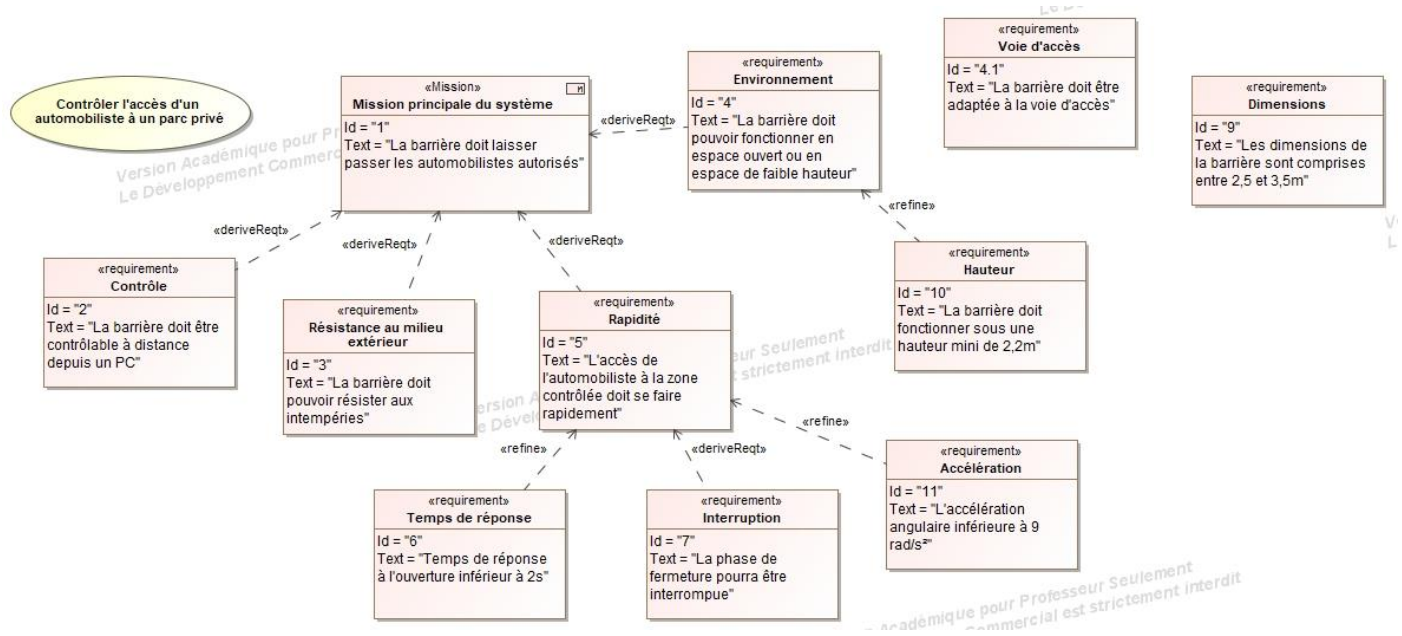 Contrôler l'accès d'un
automobiliste à un parc privé
«Mission»
Mission principale du système
Id = "1"
Text = "La barrière doit laisser
passer les automobilistes autorisés"
«deriveReqt»
«requirement»
Environnement
Id = "4"
Text = "La barrière doit
pouvoir fonctionner en
espace ouvert ou en
espace de faible hauteur"
«requirement»
Voie d'accès
Id = "4.1"
Text = "La barrière doit être
adaptée à la voie d'accès"
«requirement»
Dimensions
Id = "9"
Text = "Les dimensions de
la barrière sont comprises
entre 2,5 et 3,5m"
Version Académique pour Pr
Le Développement Commerc
«deriveReqt»
«deriveReqt»
«deriveReqt»
«refine»
«requirement»
Contrôle
Id = "2"
Text = "La barrière doit être
contrôlable à distance
depuis un PC"
«requirement»
Résistance au milieu
extérieur
Id = "3"
Text = "La barrière doit
pouvoir résister aux
intempéries"
«requirement»
Rapidité
Id = "5"
Text = "L'accès de
l'automobiliste à la zone
contrôlée doit se faire
rapidement"
«requirement»
Hauteur
Id = "10"
Text = "La barrière doit
fonctionner sous une
hauteur mini de 2,2m"
ersion A
e Dével
eur Seulement
strictement interdit
«refine»
«deriveReqt»
«refine»
«requirement»
Temps de réponse
Id = "6"
Text = "Temps de réponse
à l'ouverture inférieur à 2s"
«requirement»
Interruption
Id = "7"
Text = "La phase de
fermeture pourra être
interrompue"
«requirement»
Accélération
Id = "11"
Text = "L'accélération
angulaire inférieure à 9
rad/s²"
Académique pour Professeur Seulement
Commercial est strictement interdit